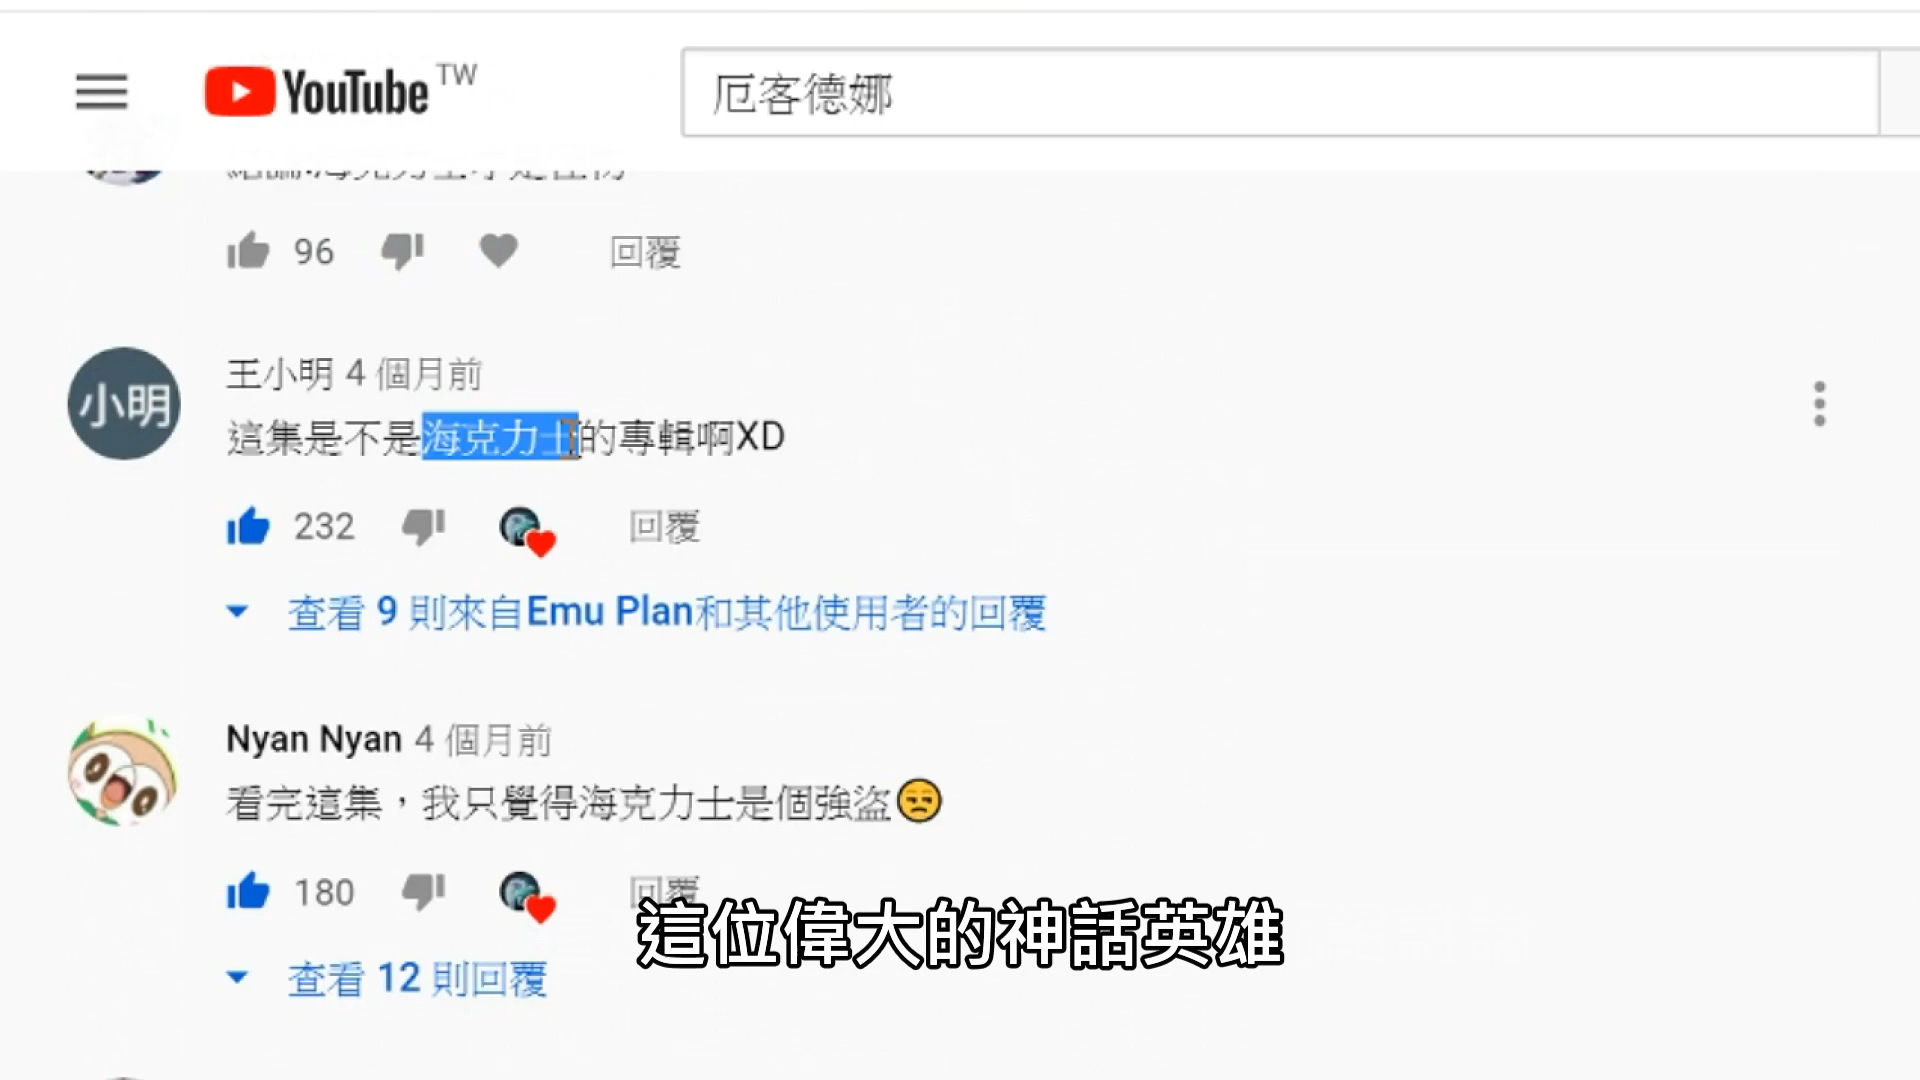 YouTube TW
厄客德娜
96 回覆
小明
王小明 4 個月前
這集是不是海克力士的專輯啊XD
232 回覆
查看 9 則來自Emu Plan和其他使用者的回覆
Nyan Nyan 4 個月前
看完這集，我只覺得海克力士是個強盜
180 回覆
這位偉大的神話英雄
查看 12 則回覆